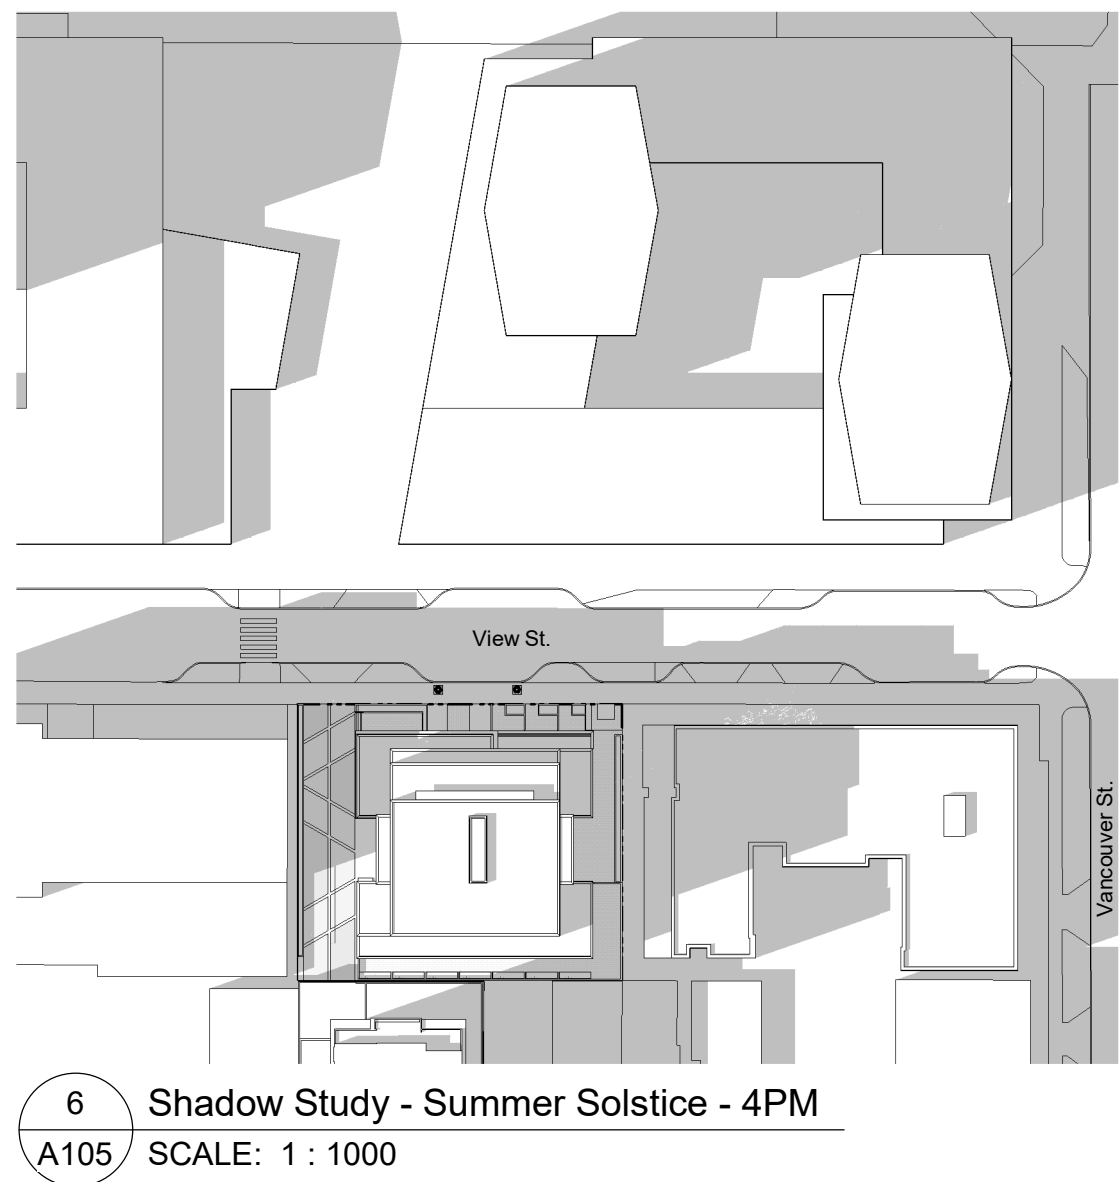 View St.
Vancouver St.
6
A105
Shadow Study - Summer Solstice - 4PM
SCALE: 1 : 1000